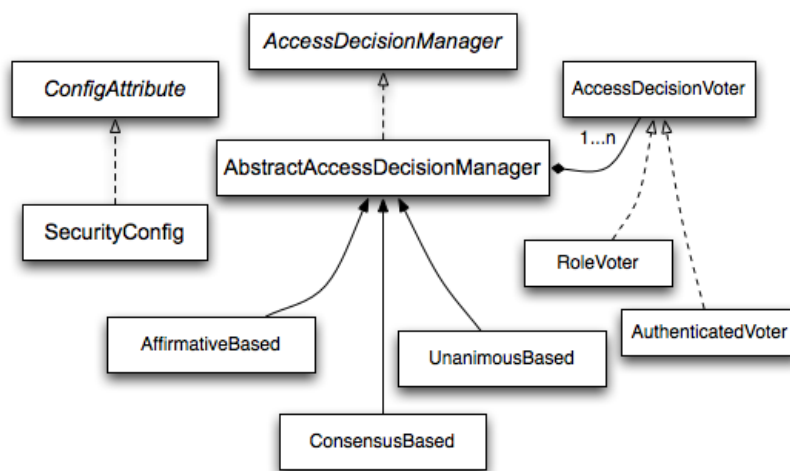 AccessDecisionManager
ConfigAttribute
AccessDecisionVoter
1...n
AbstractAccessDecisionManager
SecurityConfig
RoleVoter
AffirmativeBased
UnanimousBased
AuthenticatedVoter
ConsensusBased